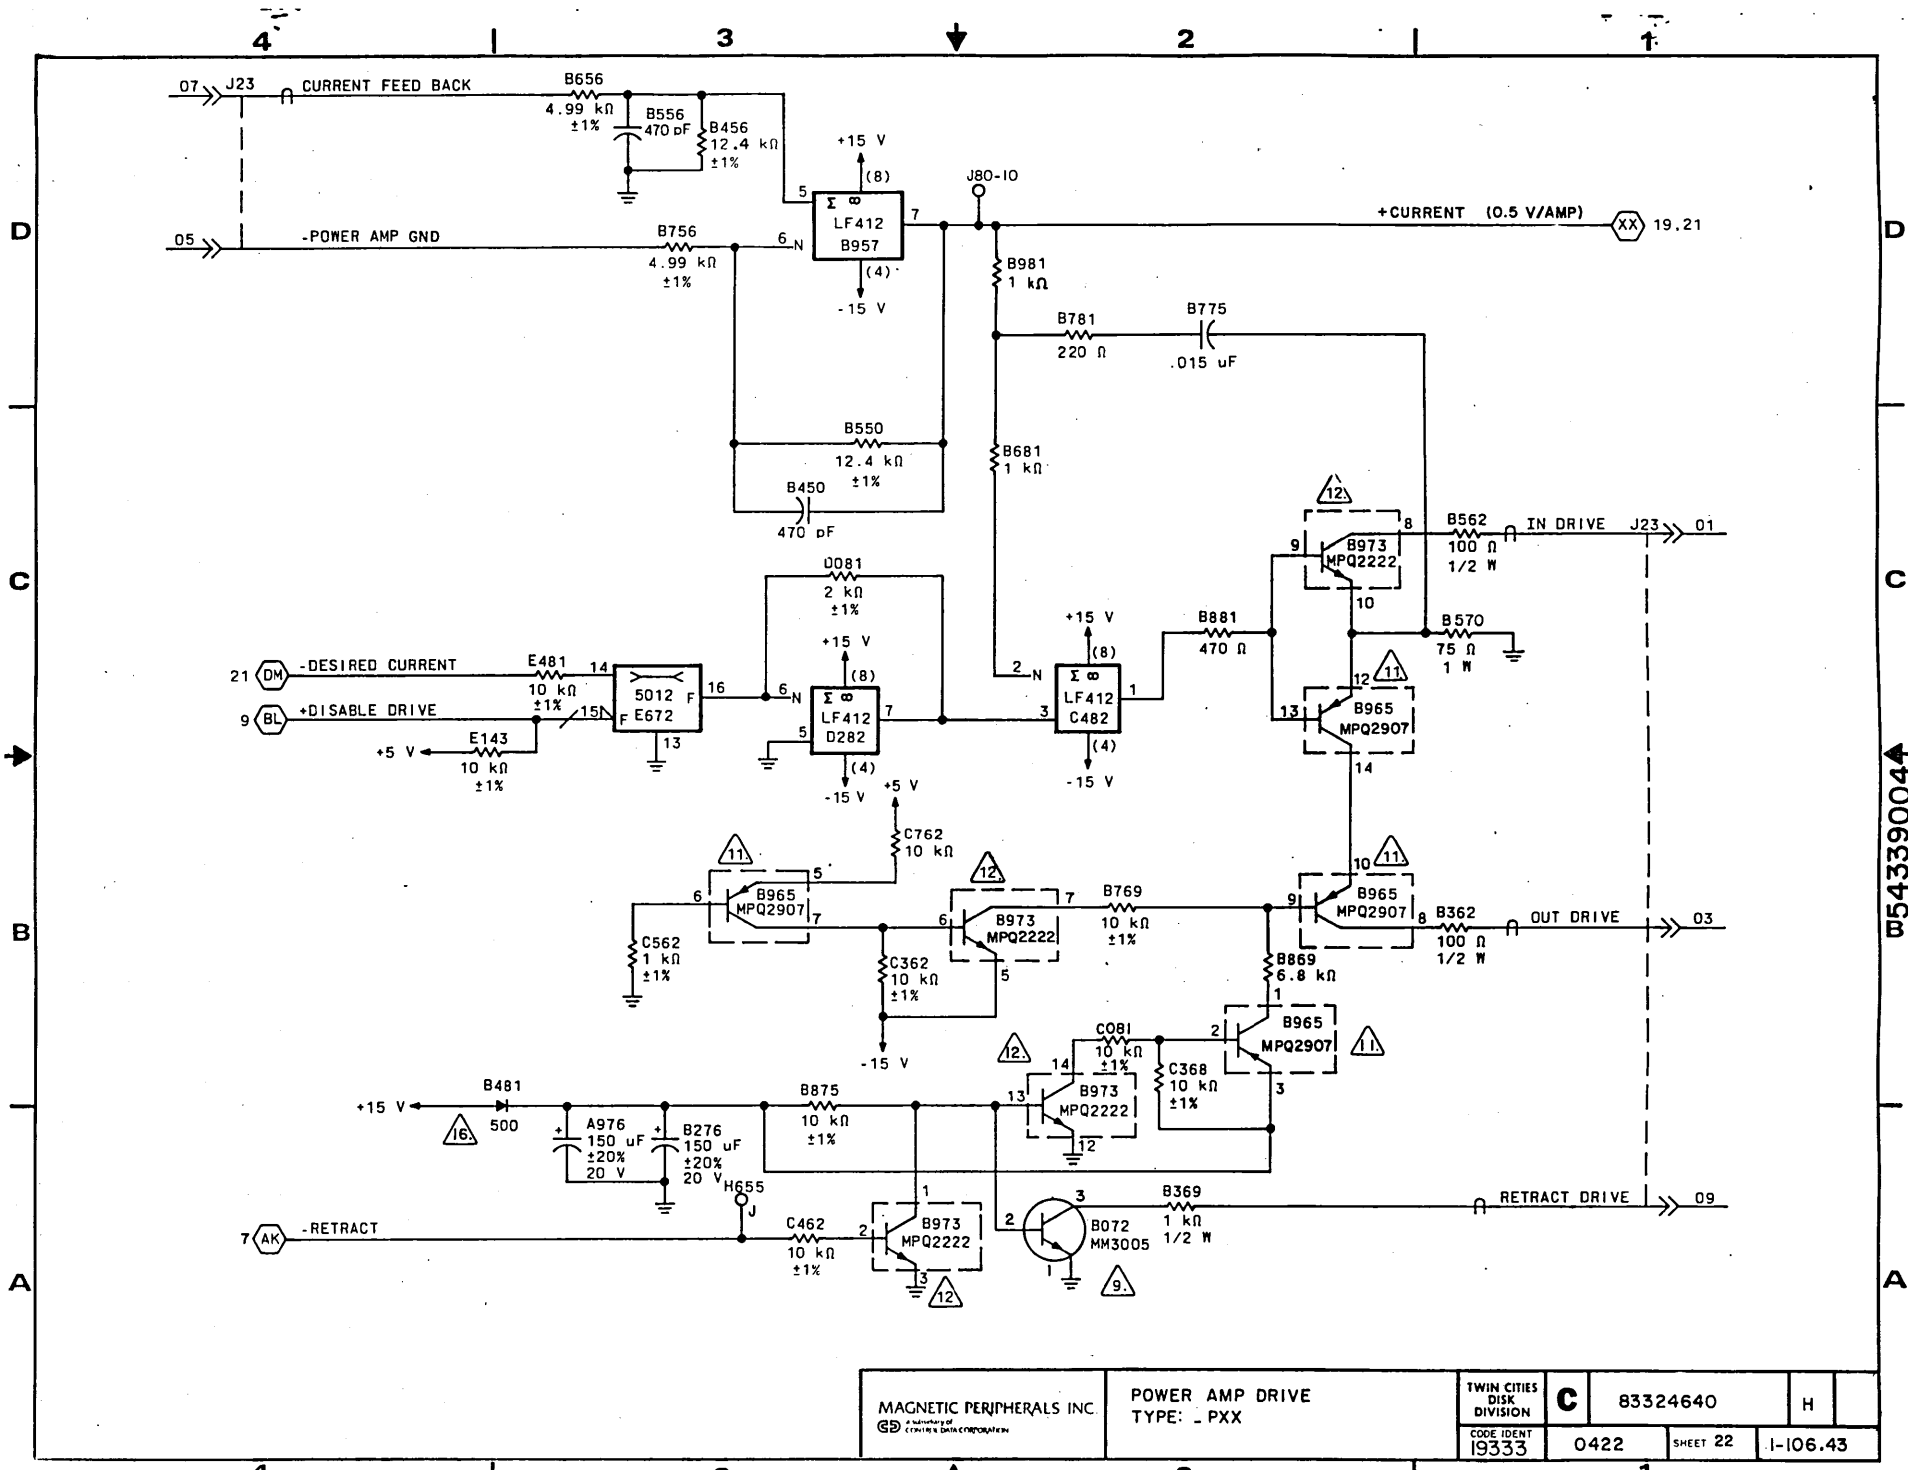 4 3 2 1
07 J23 CURRENT FEED BACK
B656
4.99 kΩ
±1%
B556
470 pF
B456
12.4 kΩ
±1%
+15 V
(8)
5
Σ ∞
LF412
B957
7
6 N
(4)
-15 V
J80-10
+CURRENT (0.5 V/AMP) XX 19,21
D
D
05 -POWER AMP GND
B756
4.99 kΩ
±1%
B981
1 kΩ
B781
220 Ω
B775
.015 uF
B550
12.4 kΩ
±1%
B450
470 pF
B681
1 kΩ
12.
9
B973
MPQ2222
8
10
B562
100 Ω
1/2 W
IN DRIVE J23 01
C
C
D081
2 kΩ
±1%
+15 V
(8)
+15 V
(8)
B881
470 Ω
B570
75 Ω
1 W
21 DM -DESIRED CURRENT
E481
10 kΩ
±1%
14
5012
E672
F
F
16
15
13
9 BL +DISABLE DRIVE
+5 V
E143
10 kΩ
±1%
6 N
5
Σ ∞
LF412
D282
7
(4)
-15 V
2 N
3
Σ ∞
LF412
C482
1
(4)
-15 V
11.
12
13
B965
MPQ2907
14
B54339004
+5 V
C762
10 kΩ
11.
6
B965
MPQ2907
5
7
12.
6
B973
MPQ2222
7
5
B769
10 kΩ
±1%
11.
10
9
B965
MPQ2907
8
B362
100 Ω
1/2 W
OUT DRIVE 03
B
B
C562
1 kΩ
±1%
C362
10 kΩ
±1%
-15 V
B869
6.8 kΩ
1
2
B965
MPQ2907
3
11.
12.
C081
10 kΩ
±1%
14
13
B973
MPQ2222
12
C368
10 kΩ
±1%
+15 V
B481
500
16.
A976
150 uF
±20%
20 V
B276
150 uF
±20%
20 V
B875
10 kΩ
±1%
H655
J
7 AK -RETRACT
C462
10 kΩ
±1%
1
2
B973
MPQ2222
3
12
2
3
1
B072
MM3005
9.
B369
1 kΩ
1/2 W
RETRACT DRIVE 09
A
A
MAGNETIC PERIPHERALS INC.
a subsidiary of
CONTROL DATA CORPORATION
POWER AMP DRIVE
TYPE: _PXX
TWIN CITIES
DISK
DIVISION
C
83324640
H
CODE IDENT
19333
0422
SHEET 22
1-106.43